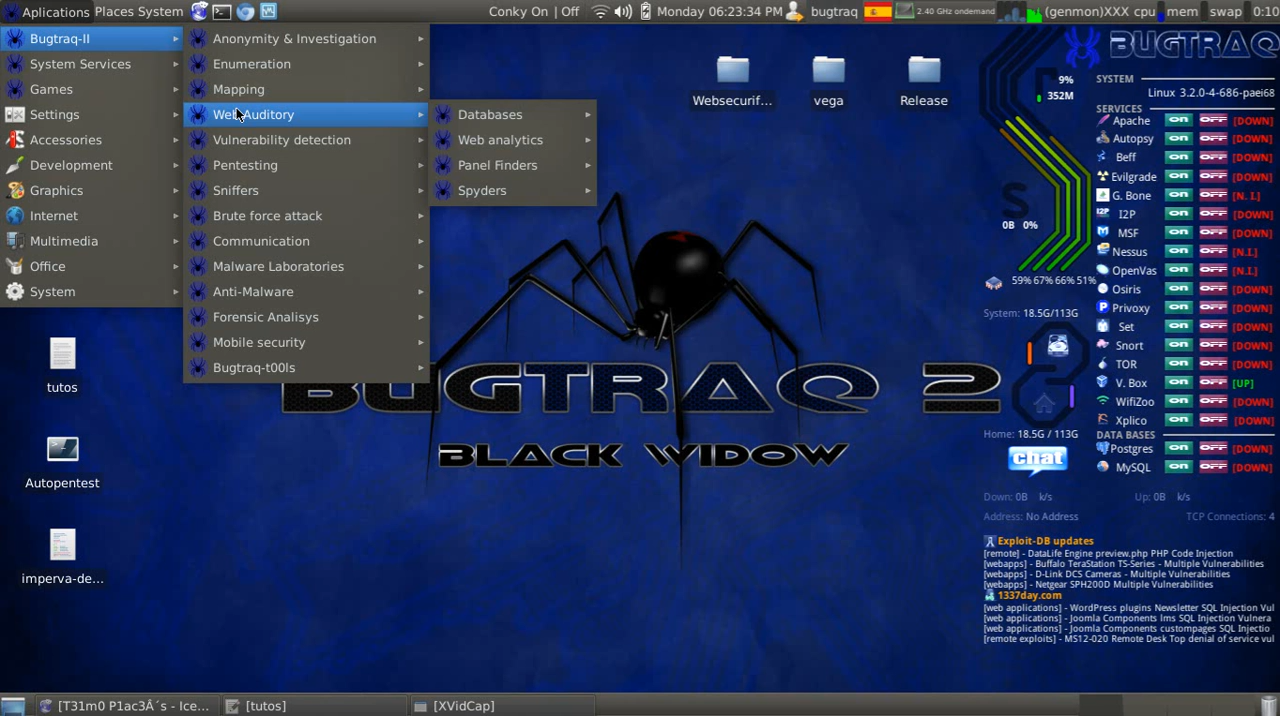 Aplications Places System Conky On | Off Monday 06:23:34 PM bugtraq 2.40 GHz ondemand (genmon)XXX cpu mem swap 0:10
Bugtraq-II
System Services
Games
Settings
Accessories
Development
Graphics
Internet
Multimedia
Office
System
Anonymity & Investigation
Enumeration
Mapping
Web Auditory
Vulnerability detection
Pentesting
Sniffers
Brute force attack
Communication
Malware Laboratories
Anti-Malware
Forensic Analisys
Mobile security
Bugtraq-t00ls
Databases
Web analytics
Panel Finders
Spyders
Websecurif...
vega
Release
tutos
Autopentest
imperva-de...
BUGTRAQ 2
BLACK WIDOW
BUGTRAQ
9%
352M
S
0B 0%
59% 67% 66% 51%
System: 18.5G/113G
Home: 18.5G / 113G
chat
SYSTEM
Linux 3.2.0-4-686-pae i68
SERVICES
Apache ON OFF [DOWN]
Autopsy ON OFF [DOWN]
Beff ON OFF [DOWN]
Evilgrade ON OFF [DOWN]
G. Bone ON OFF [N. I.]
I2P I2P ON OFF [DOWN]
MSF ON OFF [DOWN]
Nessus ON OFF [N.I.]
OpenVas ON OFF [N.I.]
Osiris ON OFF [DOWN]
Privoxy ON OFF [DOWN]
Set ON OFF [DOWN]
Snort ON OFF [DOWN]
TOR ON OFF [DOWN]
V. Box ON OFF [UP]
WifiZoo ON OFF [DOWN]
Xplico ON OFF [DOWN]
DATA BASES
Postgres ON OFF [DOWN]
MySQL ON OFF [DOWN]
Down: 0B k/s Up: 0B k/s
Address: No Address TCP Connections: 4
Exploit-DB updates
[remote] - DataLife Engine preview.php PHP Code Injection
[webapps] - Buffalo TeraStation TS-Series - Multiple Vulnerabilities
[webapps] - D-Link DCS Cameras - Multiple Vulnerabilities
[webapps] - Netgear SPH200D Multiple Vulnerabilities
1337day.com
[web applications] - WordPress plugins Newsletter SQL Injection Vul
[web applications] - Joomla Components lms SQL Injection Vulnera
[web applications] - Joomla Components custompages SQL Injectio
[remote exploits] - MS12-020 Remote Desk Top denial of service vul
[T31m0 P1ac3Â´s - Ice... [tutos] [XVidCap]